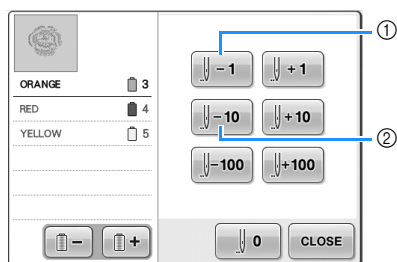 ①
- 1
+ 1
ORANGE 3
RED 4
- 10
+ 10
YELLOW 5
②
-100
+100
-
+
0
CLOSE